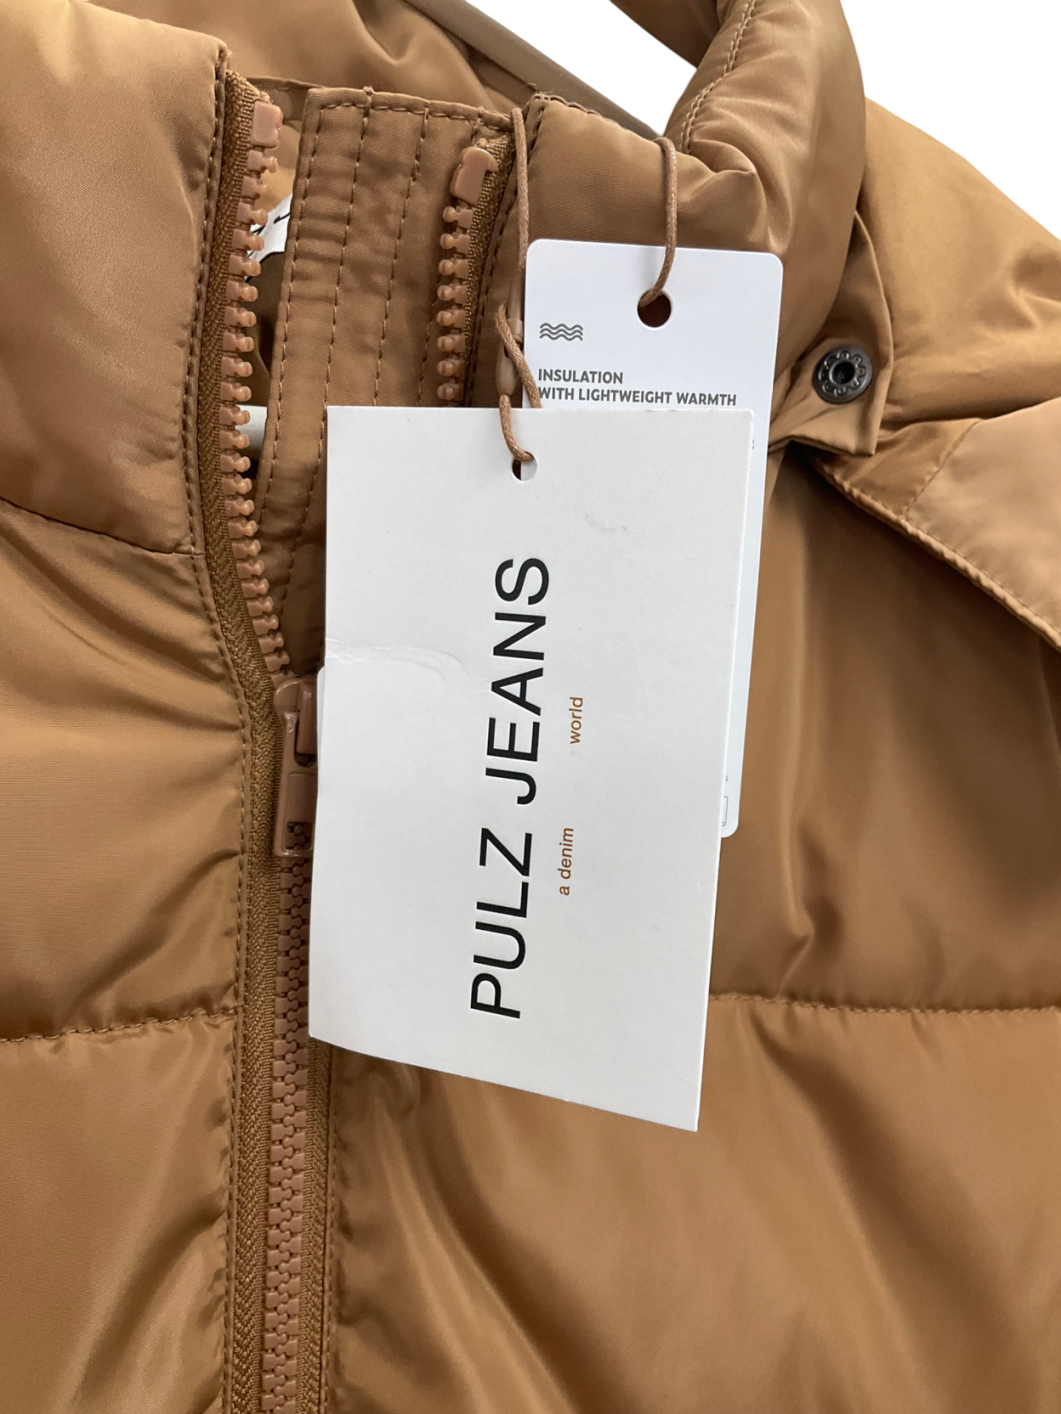 INSULATION
WITH LIGHTWEIGHT WARMTH
PULZ JEANS
a denim world